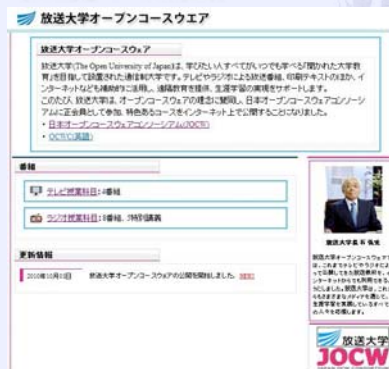 放送大学オープンコースウエア
放送大学オープンコースウェア
放送大学(The Open University of Japan)は、学びたい人すべてがいつでも学べる「開かれた大学教
育」を目指して設置された通信制大学です。テレビやラジオによる放送番組、印刷テキストのほか、イ
ンターネットなども補助的に活用し、遠隔教育を提供、生涯学習の実現をサポートします。
このたび、放送大学は、オープンコースウェアの理念に賛同し、日本オープンコースウェアコンソーシ
アムに正会員として参加、特色あるコースをインターネット上で公開することになりました。
・日本オープンコースウェアコンソーシアム(JOCW)
・OCWC(英語)
番組
テレビ授業科目:4番組
ラジオ授業科目:8番組、3特別講義
更新情報
2010年10月13日 放送大学オープンコースウェアの公開を開始しました。
放送大学長
放送大学
JOCW